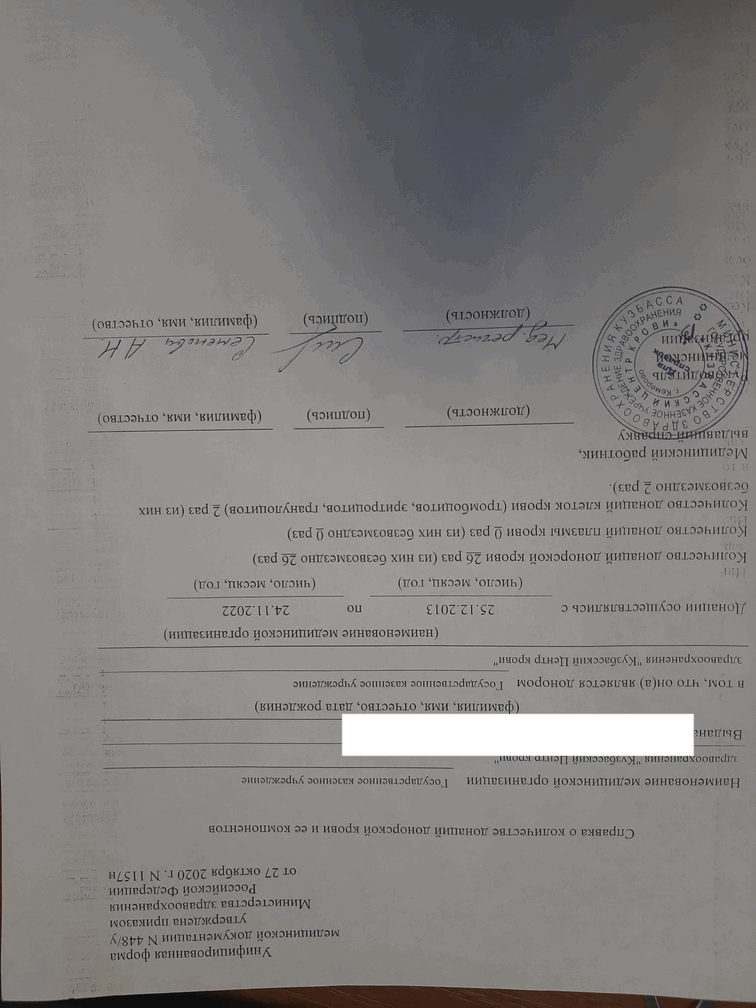 Унифицированная форма
медицинской документации N 448/у
утверждена приказом
Министерства здравоохранения
Российской Федерации
от 27 октября 2020 г. N 1157н
Справка о количестве донаций донорской крови и ее компонентов
Наименование медицинской организации Государственное казенное учреждение
здравоохранения "Кузбасский Центр крови"
Выдана
(фамилия, имя, отчество, дата рождения)
в том, что он(а) является донором Государственное казенное учреждение
здравоохранения "Кузбасский Центр крови"
(наименование медицинской организации)
Донации осуществлялись с 25.12.2013 по 24.11.2022
(число, месяц, год) (число, месяц, год)
Количество донаций донорской крови 26 раз (из них безвозмездно 26 раз)
Количество донаций плазмы крови 0 раз (из них безвозмездно 0 раз)
Количество донаций клеток крови (тромбоцитов, эритроцитов, гранулоцитов) 2 раз (из них
безвозмездно 2 раз).
Медицинский работник,
выдавший справку
(должность) (подпись) (фамилия, имя, отчество)
Руководитель
медицинской
организации
Мед. регистр. Семенова А Н
(должность) (подпись) (фамилия, имя, отчество)
МИНИСТЕРСТВО ЗДРАВООХРАНЕНИЯ КУЗБАССА
ГОСУДАРСТВЕННОЕ КАЗЕННОЕ УЧРЕЖДЕНИЕ ЗДРАВООХРАНЕНИЯ
«КУЗБАССКИЙ ЦЕНТР КРОВИ»
г. Кемерово
Для
справок